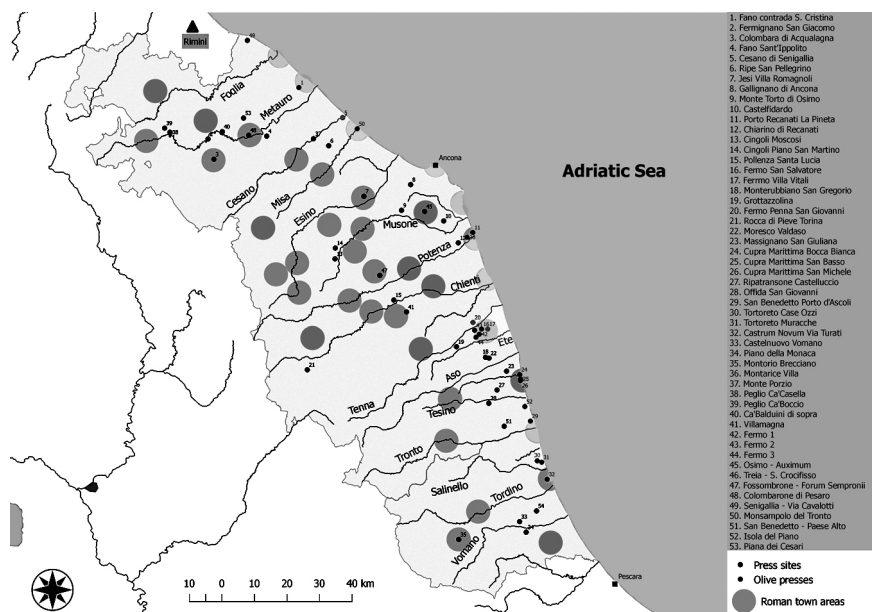 Rimini
Foglia
Metauro
Cesano
Misa
Esino
Ancona
Adriatic Sea
Musone
Potenza
Chienti
Ete
Aso
Tenna
Tesino
Tronto
Salinello
Tordino
Vomano
Pescara
10 0 10 20 30 40 km
1. Fano contrada S. Cristina
2. Fermignano San Giacomo
3. Colombara di Acqualagna
4. Fano Sant'Ippolito
5. Cesano di Senigallia
6. Ripe San Pellegrino
7. Jesi Villa Romagnoli
8. Gallignano di Ancona
9. Monte Torto di Osimo
10. Castelfidardo
11. Porto Recanati La Pineta
12. Chiarino di Recanati
13. Cingoli Moscosi
14. Cingoli Piano San Martino
15. Pollenza Santa Lucia
16. Fermo San Salvatore
17. Fermo Villa Vitali
18. Monterubbiano San Gregorio
19. Grottazzolina
20. Fermo Penna San Giovanni
21. Rocca di Pieve Torina
22. Moresco Valdaso
23. Massignano San Giuliana
24. Cupra Marittima Bocca Bianca
25. Cupra Marittima San Basso
26. Cupra Marittima San Michele
27. Ripatransone Castelluccio
28. Offida San Giovanni
29. San Benedetto Porto d'Ascoli
30. Tortoreto Case Ozzi
31. Tortoreto Muracche
32. Castrum Novum Via Turati
33. Castelnuovo Vomano
34. Piano della Monaca
35. Montorio Brecciano
36. Montarice Villa
37. Monte Porzio
38. Peglio Ca'Casella
39. Peglio Ca'Boccio
40. Ca'Balduini di sopra
41. Villamagna
42. Fermo 1
43. Fermo 2
44. Fermo 3
45. Osimo - Auximum
46. Treia - S. Crocifisso
47. Fossombrone - Forum Sempronii
48. Colombarone di Pesaro
49. Senigallia - Via Cavalotti
50. Monsampolo del Tronto
51. San Benedetto - Paese Alto
52. Isola del Piano
53. Piana dei Cesari
Press sites
Olive presses
Roman town areas